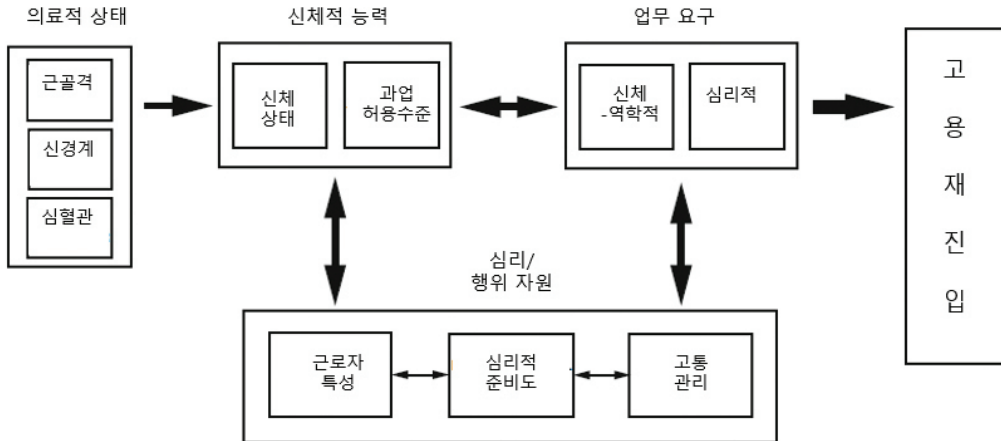 의료적 상태
신체적 능력
업무 요구
근골격
신경계
심혈관
신체
상태
과업
허용수준
신체
-역학적
심리적
고
용
재
진
입
심리/
행위 자원
근로자
특성
심리적
준비도
고통
관리